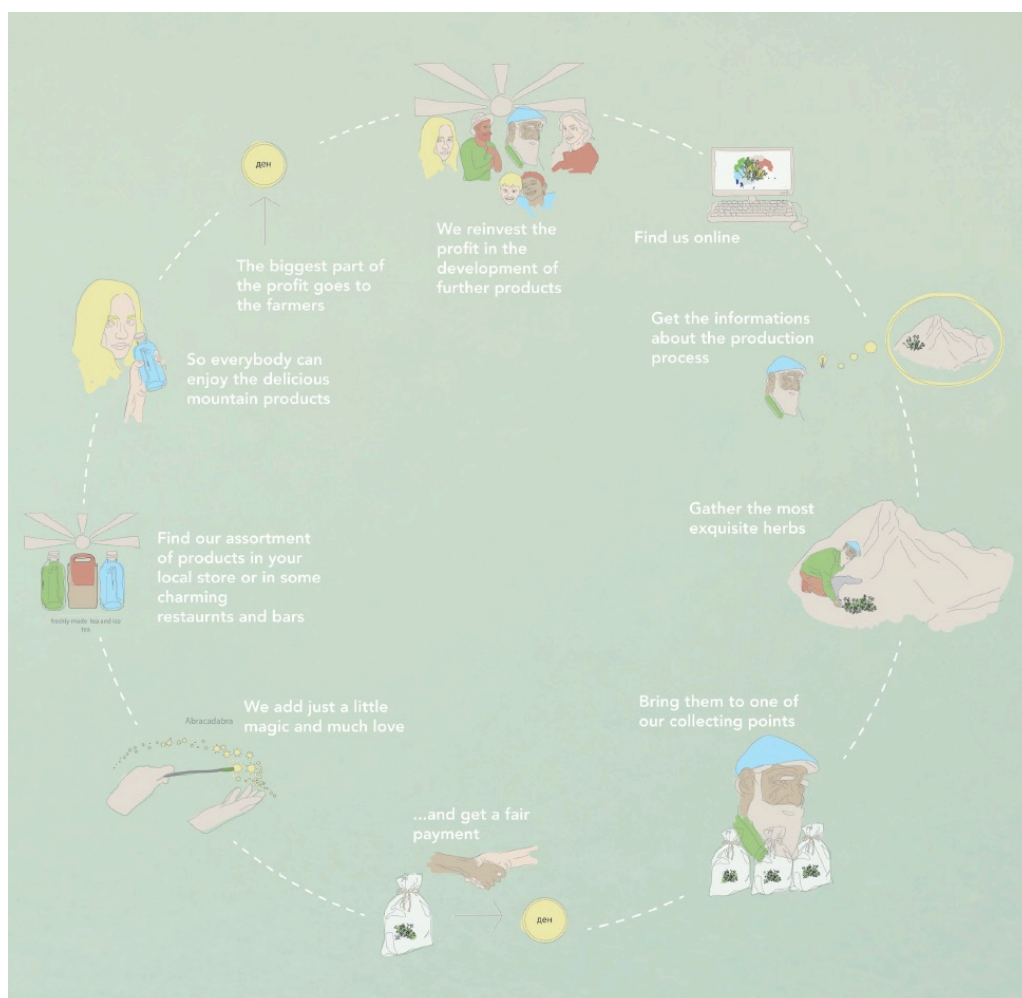 We reinvest the
profit in the
development of
further products
Find us online
Get the informations
about the production
process
Gather the most
exquisite herbs
Bring them to one of
our collecting points
...and get a fair
payment
ден
We add just a little
magic and much love
Abracadabra
Find our assortment
of products in your
local store or in some
charming
restaurnts and bars
freshly made tea and ice
tea
So everybody can
enjoy the delicious
mountain products
The biggest part of
the profit goes to
the farmers
ден